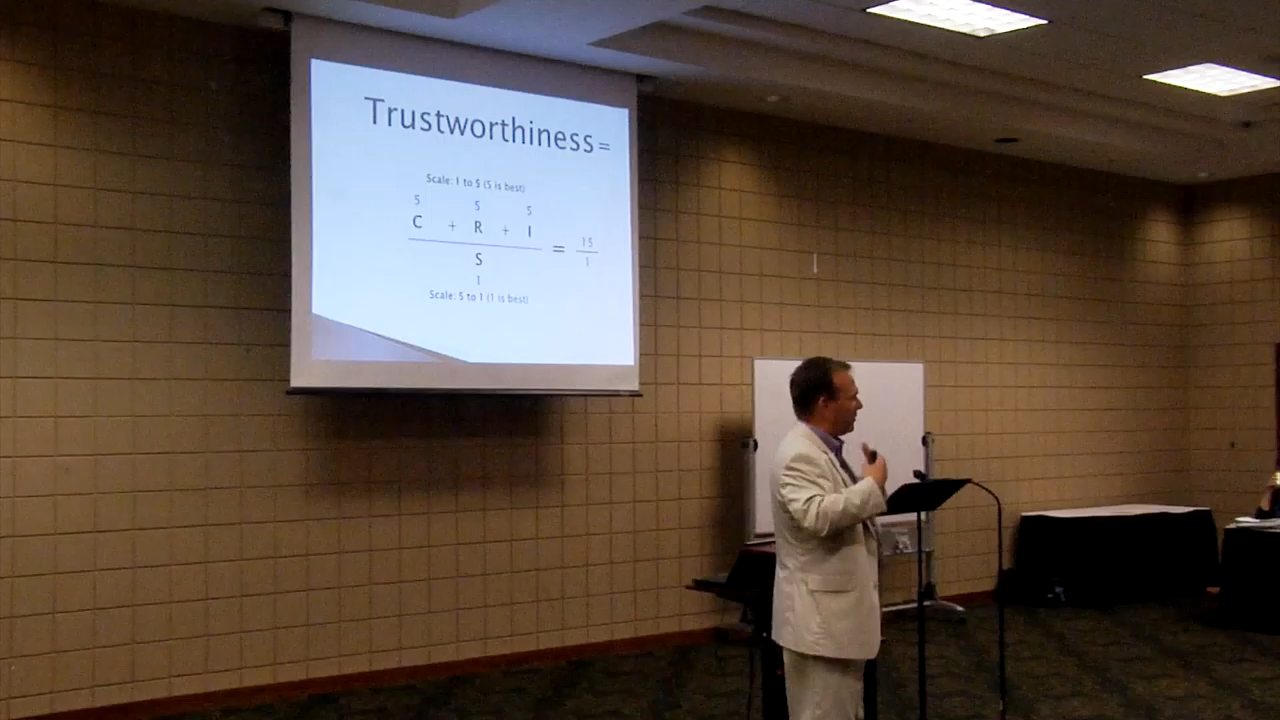 Trustworthiness=
Scale: 1 to 5 (5 is best)
5 5 5
C + R + I
= 15
1
S
1
Scale: 5 to 1 (1 is best)